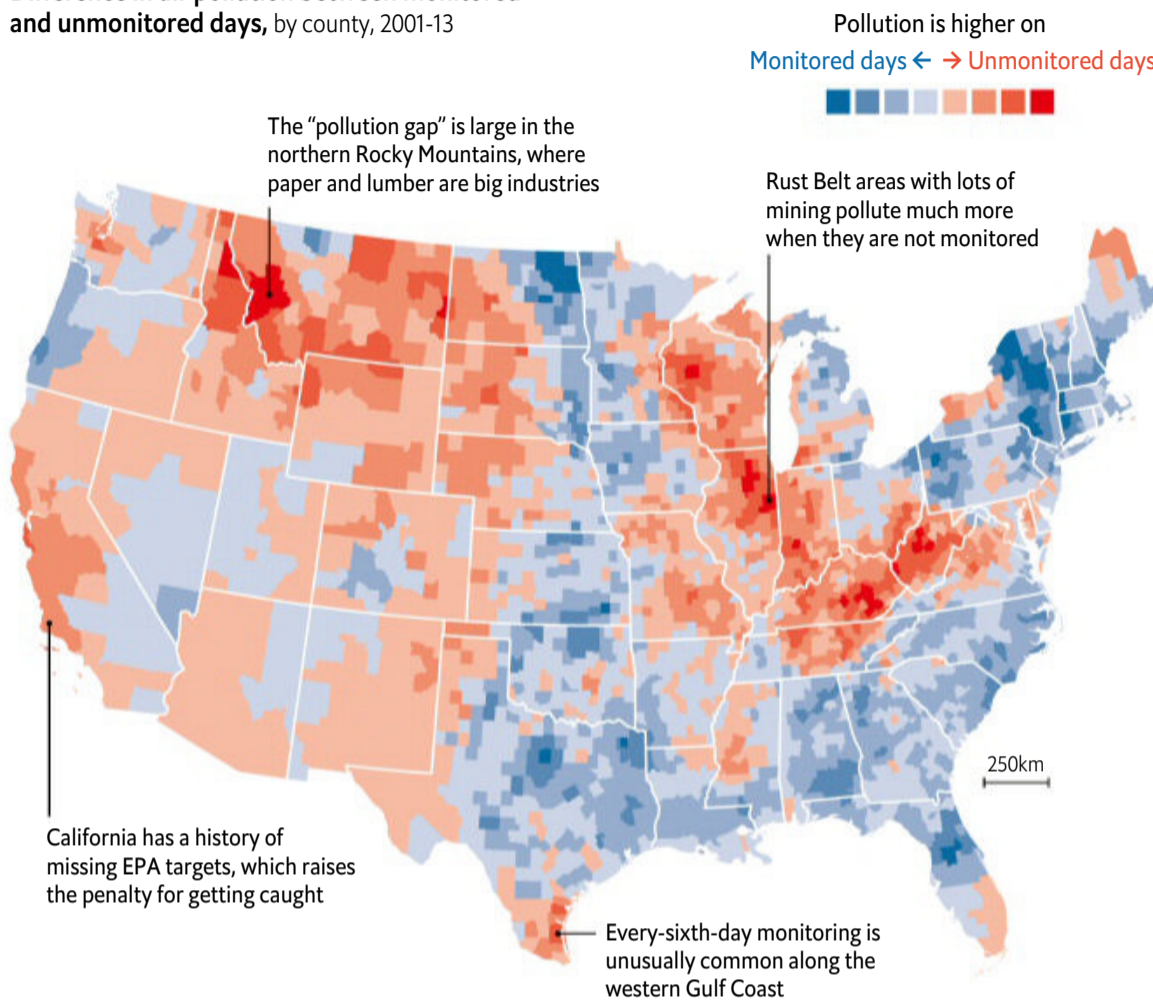 and unmonitored days, by county, 2001-13
Pollution is higher on
Monitored days ← → Unmonitored days
The “pollution gap” is large in the
northern Rocky Mountains, where
paper and lumber are big industries
Rust Belt areas with lots of
mining pollute much more
when they are not monitored
250km
California has a history of
missing EPA targets, which raises
the penalty for getting caught
Every-sixth-day monitoring is
unusually common along the
western Gulf Coast